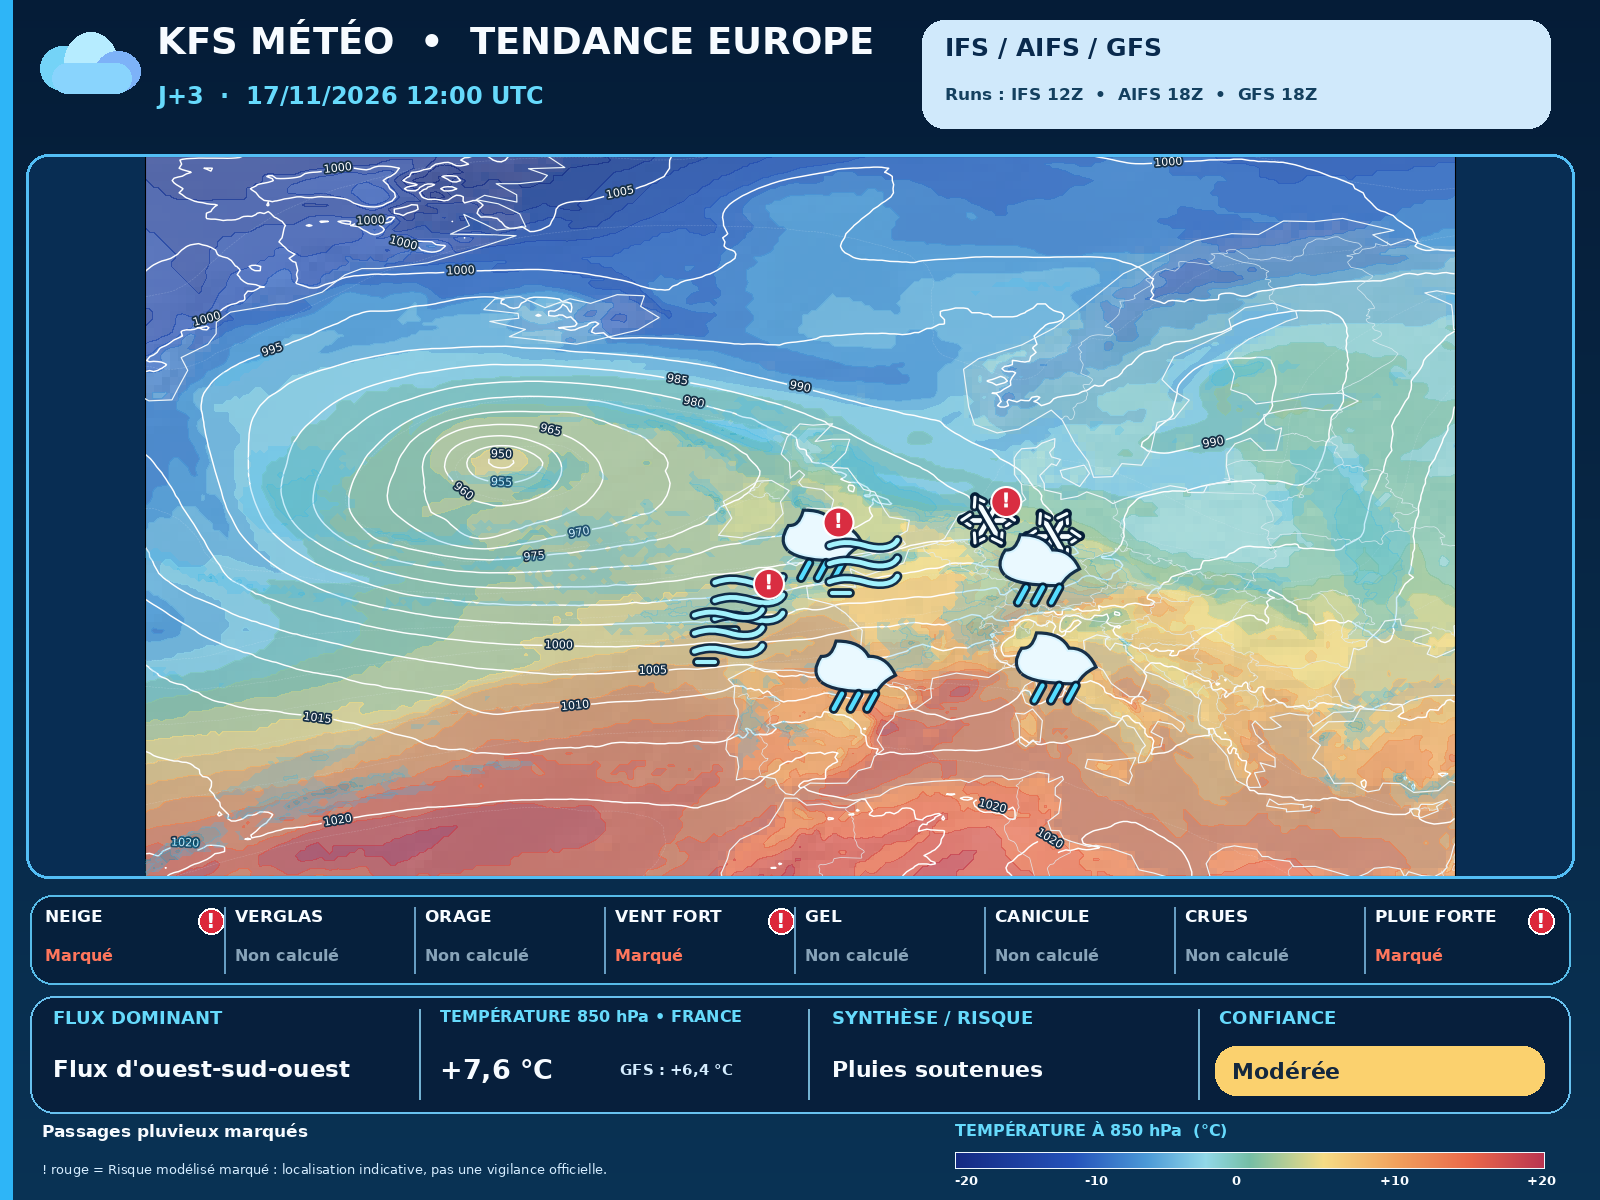 KFS MÉTÉO • TENDANCE EUROPE
J+3 · 17/11/2026 12:00 UTC
IFS / AIFS / GFS
Runs : IFS 12Z • AIFS 18Z • GFS 18Z
1000
1000
1005
1000
1000
1000
1000
995
985
990
980
965
950
955
960
990
970
975
1000
1005
1010
1015
1020
1020
1020
1020
!
!
!
NEIGE
!
Marqué
VERGLAS
Non calculé
ORAGE
Non calculé
VENT FORT
!
Marqué
GEL
Non calculé
CANICULE
Non calculé
CRUES
Non calculé
PLUIE FORTE
!
Marqué
FLUX DOMINANT
Flux d'ouest-sud-ouest
TEMPÉRATURE 850 hPa • FRANCE
+7,6 °C
GFS : +6,4 °C
SYNTHÈSE / RISQUE
Pluies soutenues
CONFIANCE
Modérée
Passages pluvieux marqués
! rouge = Risque modélisé marqué : localisation indicative, pas une vigilance officielle.
TEMPÉRATURE À 850 hPa (°C)
-20 -10 0 +10 +20